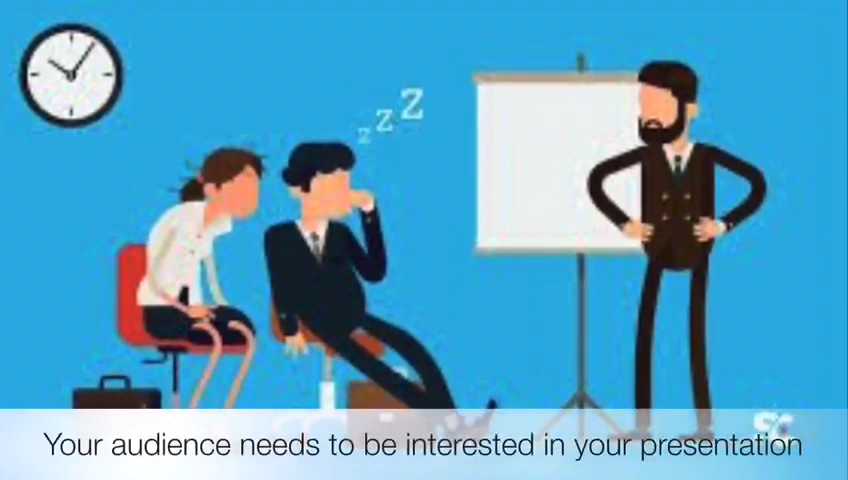 z z Z
Your audience needs to be interested in your presentation